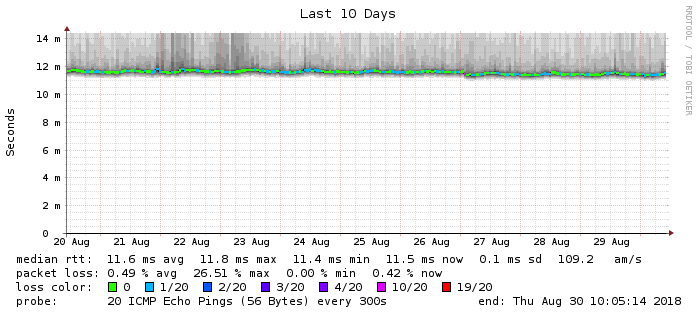 Last 10 Days
RRDTOOL / TOBI OETIKER
Seconds
14 m
12 m
10 m
8 m
6 m
4 m
2 m
0
20 Aug 21 Aug 22 Aug 23 Aug 24 Aug 25 Aug 26 Aug 27 Aug 28 Aug 29 Aug
median rtt: 11.6 ms avg 11.8 ms max 11.4 ms min 11.5 ms now 0.1 ms sd 109.2 am/s
packet loss: 0.49 % avg 26.51 % max 0.00 % min 0.42 % now
loss color: 0 1/20 2/20 3/20 4/20 10/20 19/20
probe: 20 ICMP Echo Pings (56 Bytes) every 300s end: Thu Aug 30 10:05:14 2018